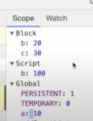 Scope Watch
▼Block
b: 20
c: 30
▼Script
b: 100
▼Global
PERSISTENT: 1
TEMPORARY: 0
a: 10